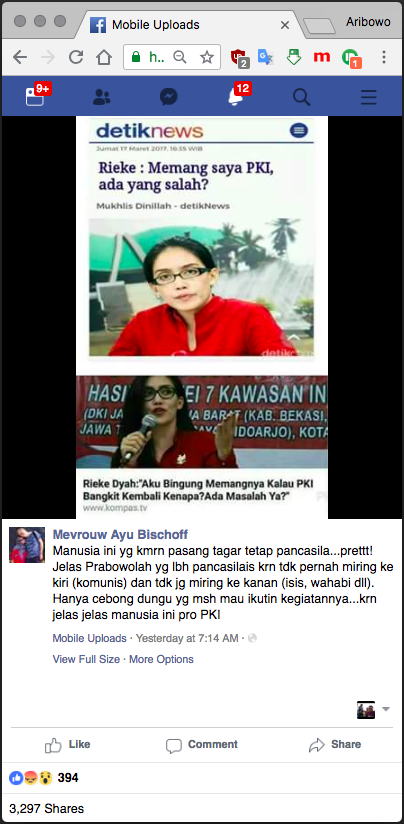 Mobile Uploads
Aribowo
h..
2
1
9+
12
detiknews
Jumat 17 Maret 2017, 16:55 WIB
Rieke : Memang saya PKI,
ada yang salah?
Mukhlis Dinillah - detikNews
detikcom
HASI EI 7 KAWASAN IN
(DKI JA A BARAT (KAB. BEKASI,
JAWA T IDOARJO), KOTA
Rieke Dyah:"Aku Bingung Memangnya Kalau PKI
Bangkit Kembali Kenapa?Ada Masalah Ya?"
www.kompas.tv
Mevrouw Ayu Bischoff
Manusia ini yg kmrn pasang tagar tetap pancasila...prettt!
Jelas Prabowolah yg lbh pancasilais krn tdk pernah miring ke
kiri (komunis) dan tdk jg miring ke kanan (isis, wahabi dll).
Hanya cebong dungu yg msh mau ikutin kegiatannya...krn
jelas jelas manusia ini pro PKI
Mobile Uploads · Yesterday at 7:14 AM ·
View Full Size · More Options
Like
Comment
Share
394
3,297 Shares